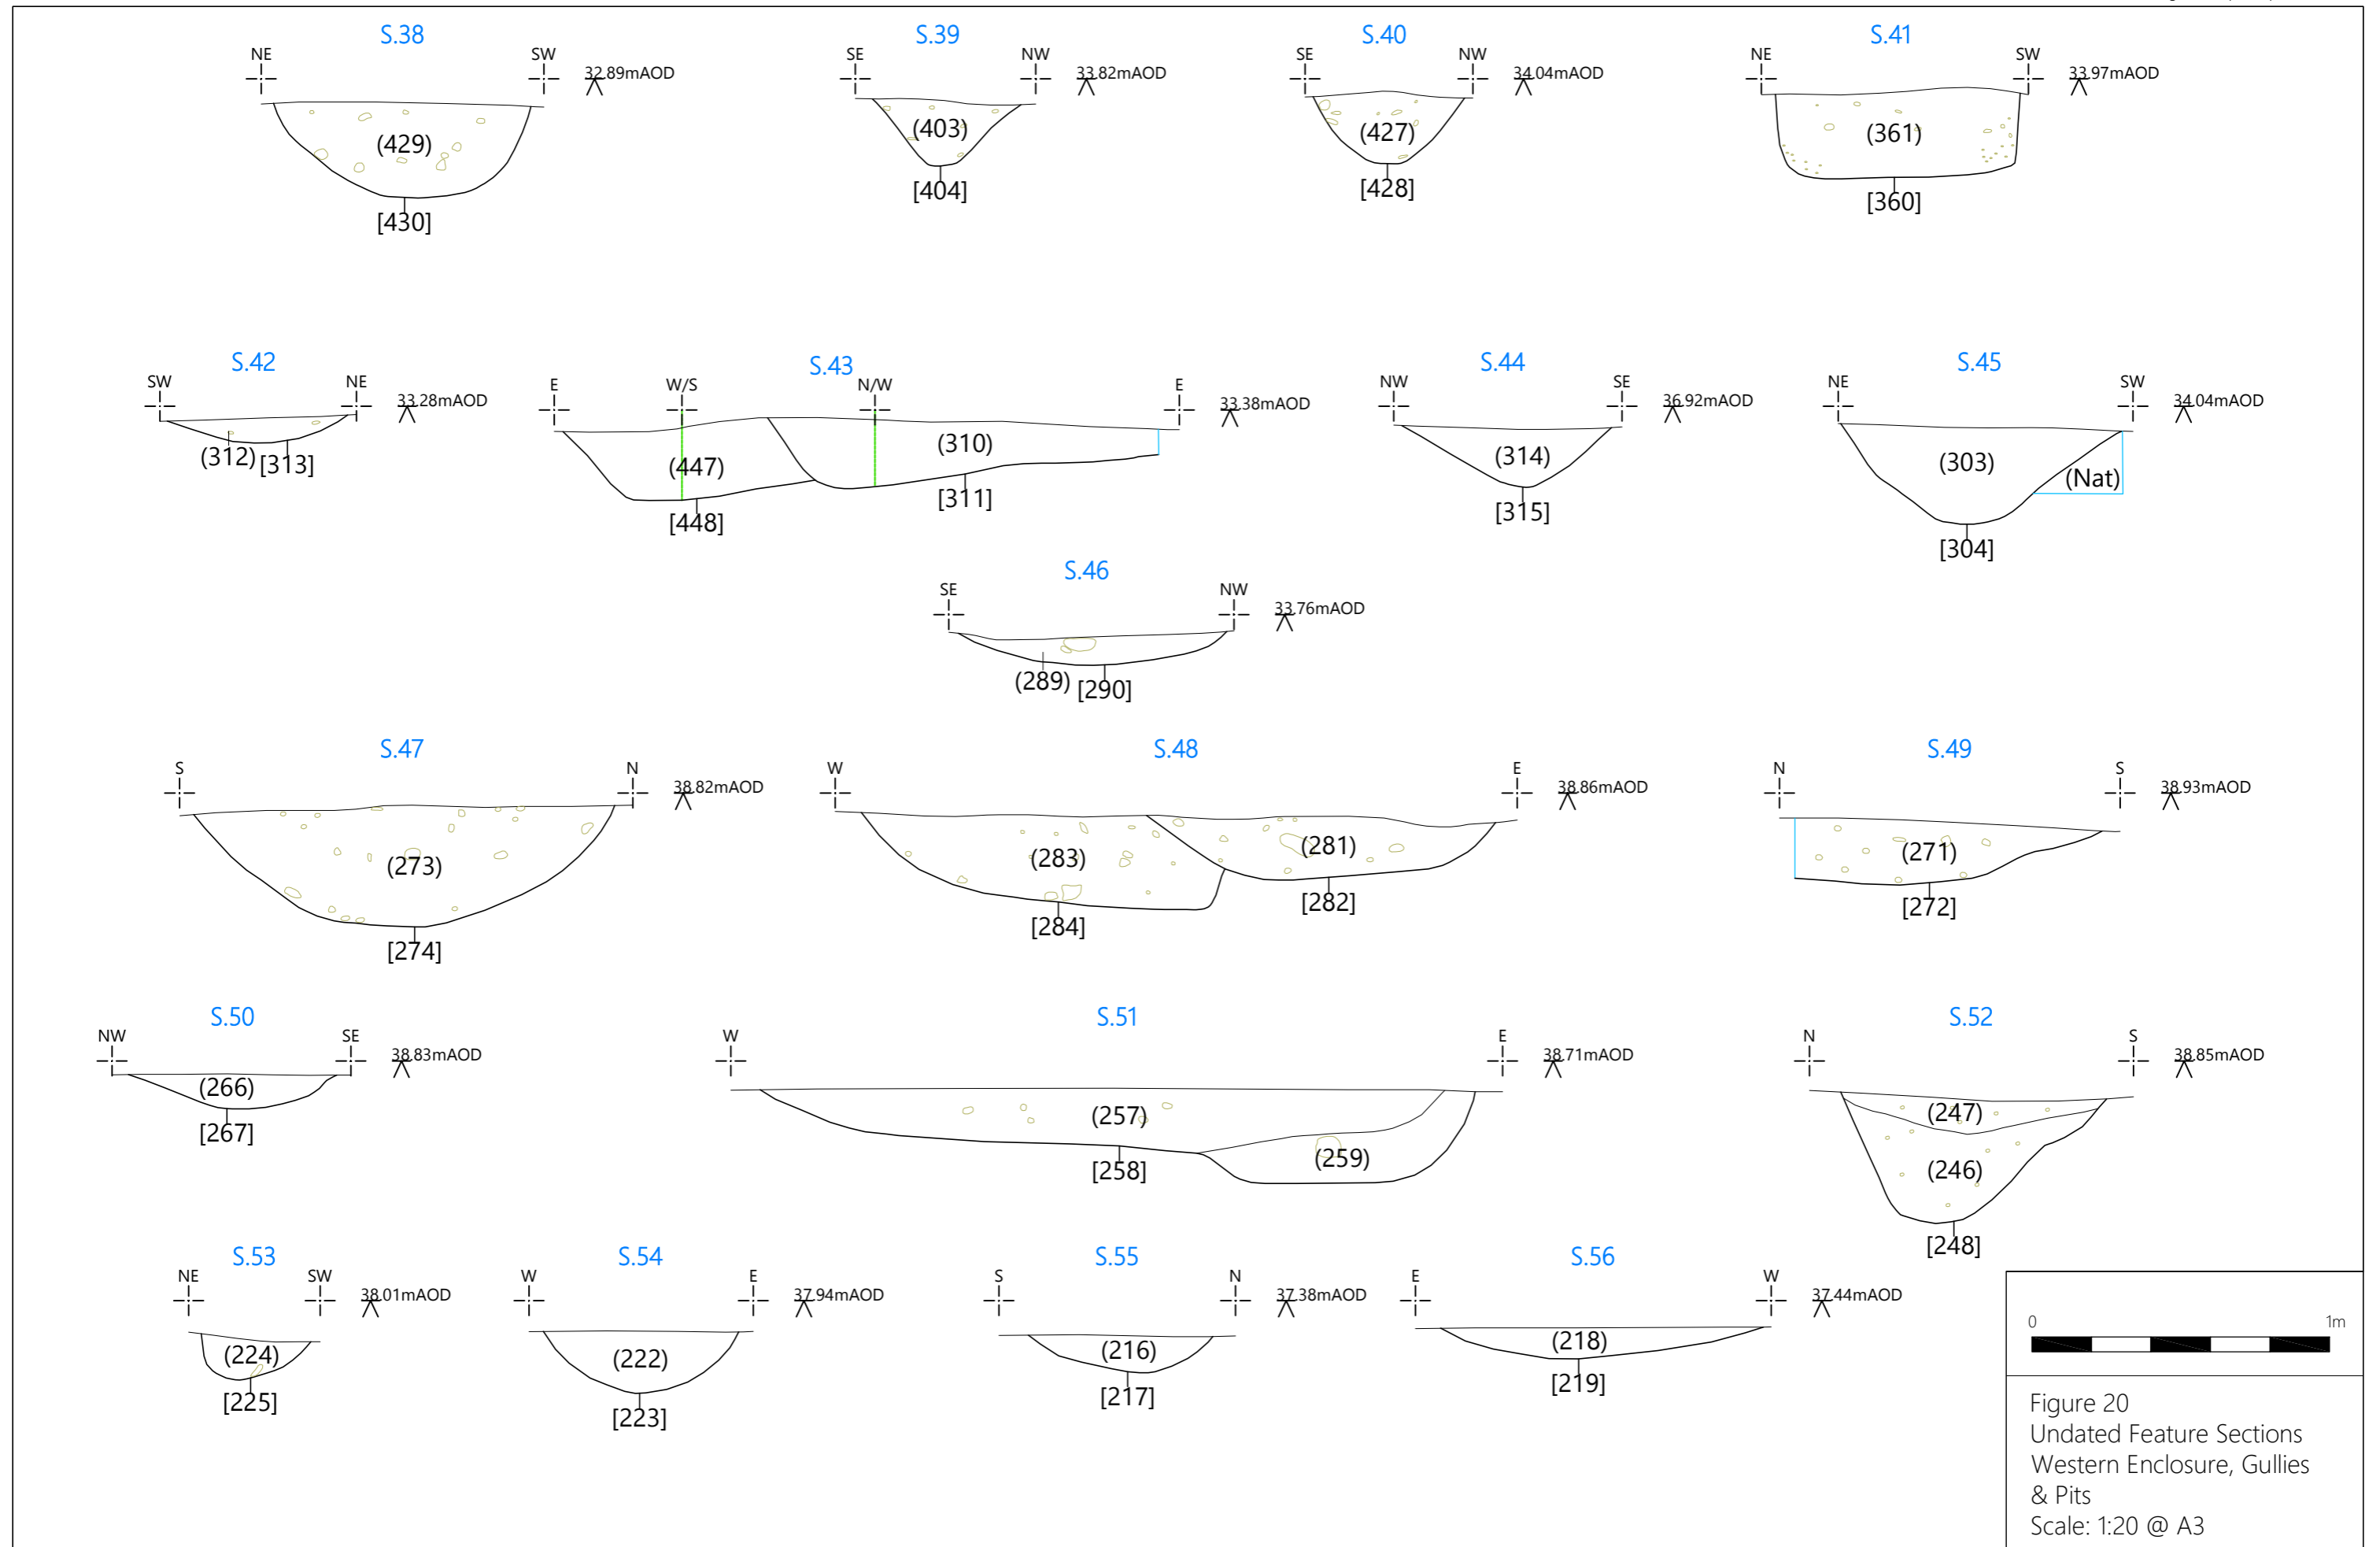 S.38
NE SW 32.89mAOD
(429)
[430]
S.39
SE NW 33.82mAOD
(403)
[404]
S.40
SE NW 34.04mAOD
(427)
[428]
S.41
NE SW 33.97mAOD
(361)
[360]
S.42
SW NE 33.28mAOD
(312) [313]
S.43
E W/S N/W E 33.38mAOD
(447) (310)
[448] [311]
S.44
NW SE 36.92mAOD
(314)
[315]
S.45
NE SW 34.04mAOD
(303) (Nat)
[304]
S.46
SE NW 33.76mAOD
(289) [290]
S.47
S N 38.82mAOD
(273)
[274]
S.48
W E 38.86mAOD
(283) (281)
[284] [282]
S.49
N S 38.93mAOD
(271)
[272]
S.50
NW SE 38.83mAOD
(266)
[267]
S.51
W E 38.71mAOD
(257)
(259)
[258]
S.52
N S 38.85mAOD
(247)
(246)
[248]
S.53
NE SW 38.01mAOD
(224)
[225]
S.54
W E 37.94mAOD
(222)
[223]
S.55
S N 37.38mAOD
(216)
[217]
S.56
E W 37.44mAOD
(218)
[219]
0 1m
Figure 20
Undated Feature Sections
Western Enclosure, Gullies
& Pits
Scale: 1:20 @ A3